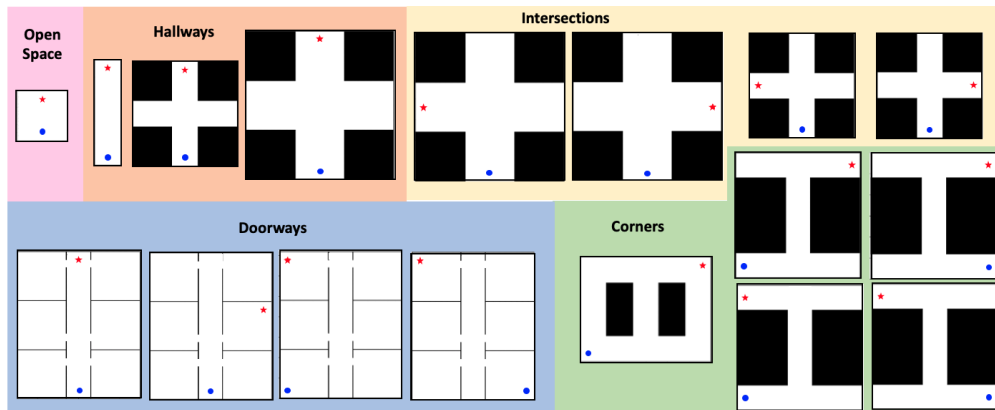 Open
Space
Hallways
Intersections
Doorways
Corners